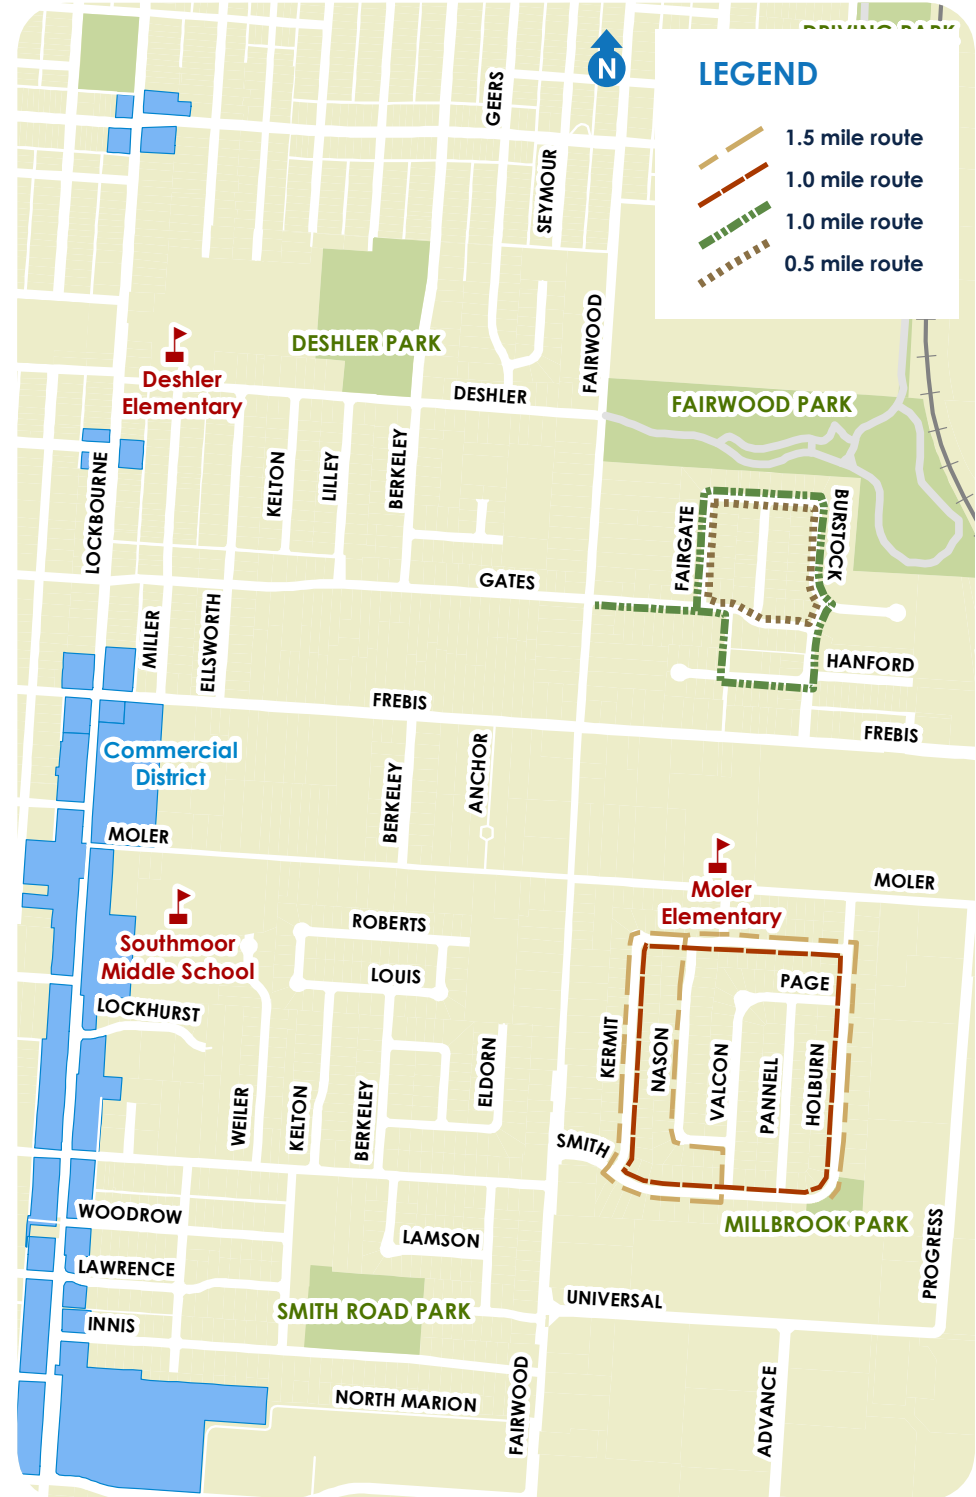 DRIVING PARK
N
LEGEND
1.5 mile route
1.0 mile route
1.0 mile route
0.5 mile route
GEERS
SEYMOUR
FAIRWOOD
DESHLER PARK
Deshler
Elementary
DESHLER
FAIRWOOD PARK
LOCKBOURNE
KELTON
LILLEY
BERKELEY
FAIRGATE
BURSTOCK
GATES
MILLER
ELLSWORTH
HANFORD
FREBIS
FREBIS
Commercial
District
BERKELEY
ANCHOR
MOLER
MOLER
Moler
Elementary
ROBERTS
Southmoor
Middle School
LOUIS
PAGE
LOCKHURST
KERMIT
NASON
VALCON
PANNELL
HOLBURN
WEILER
KELTON
BERKELEY
ELDORN
SMITH
WOODROW
LAMSON
MILLBROOK PARK
PROGRESS
LAWRENCE
SMITH ROAD PARK
UNIVERSAL
INNIS
NORTH MARION
FAIRWOOD
ADVANCE